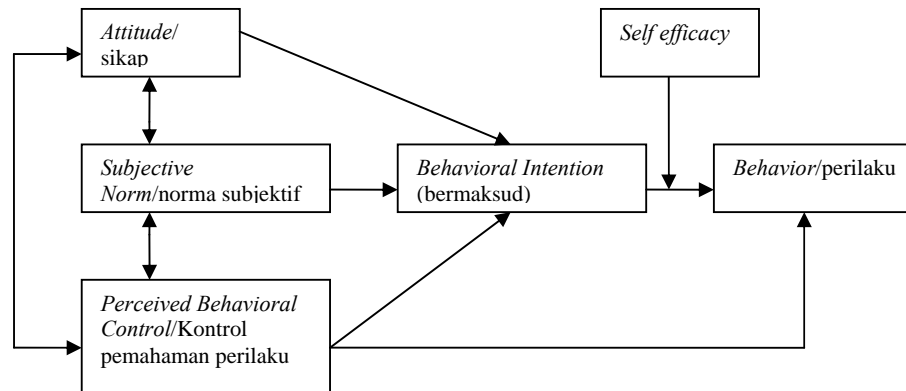 Attitude/
sikap
Self efficacy
Subjective
Norm/norma subjektif
Behavioral Intention
(bermaksud)
Behavior/perilaku
Perceived Behavioral
Control/Kontrol
pemahaman perilaku